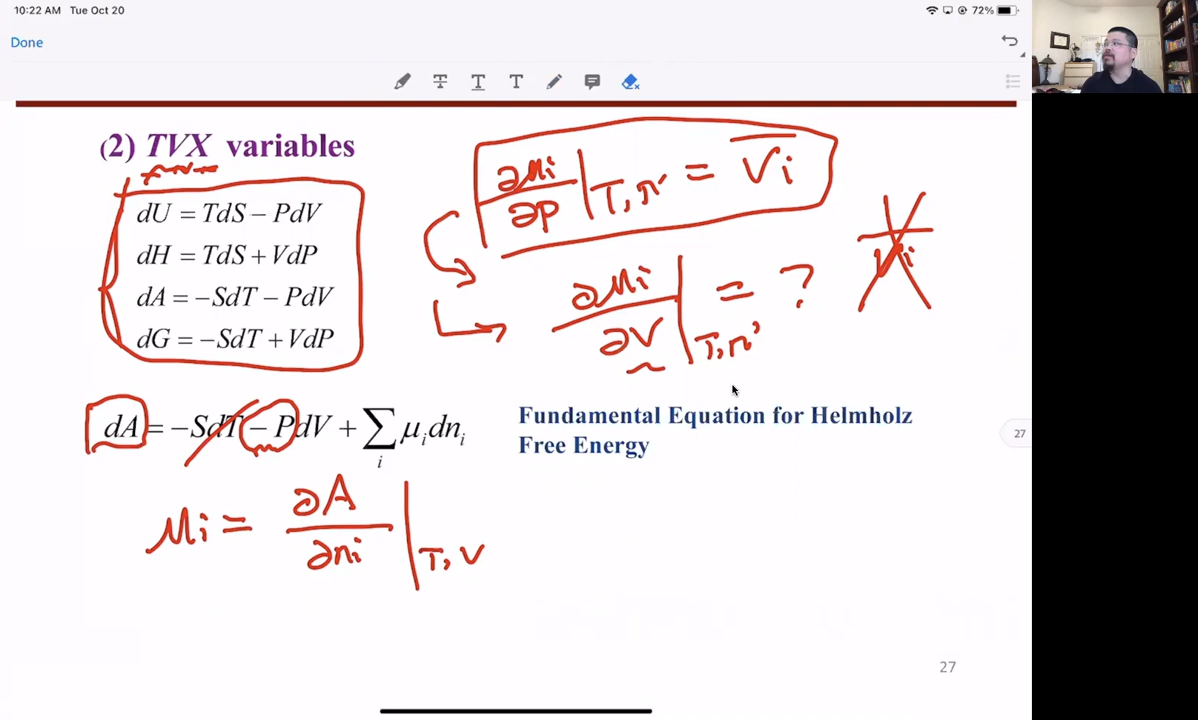 10:22 AM Tue Oct 20
72%
Done
(2) TVX variables
dU = TdS − PdV
dH = TdS + VdP
dA = −SdT − PdV
dG = −SdT + VdP
∂μi/∂P |T,n' = V̅i
∂μi/∂V |T,n' = ?
V̅i
dA = −SdT − PdV + ∑i μi dni
Fundamental Equation for Helmholz
Free Energy
27
μi = ∂A/∂ni |T,V
27